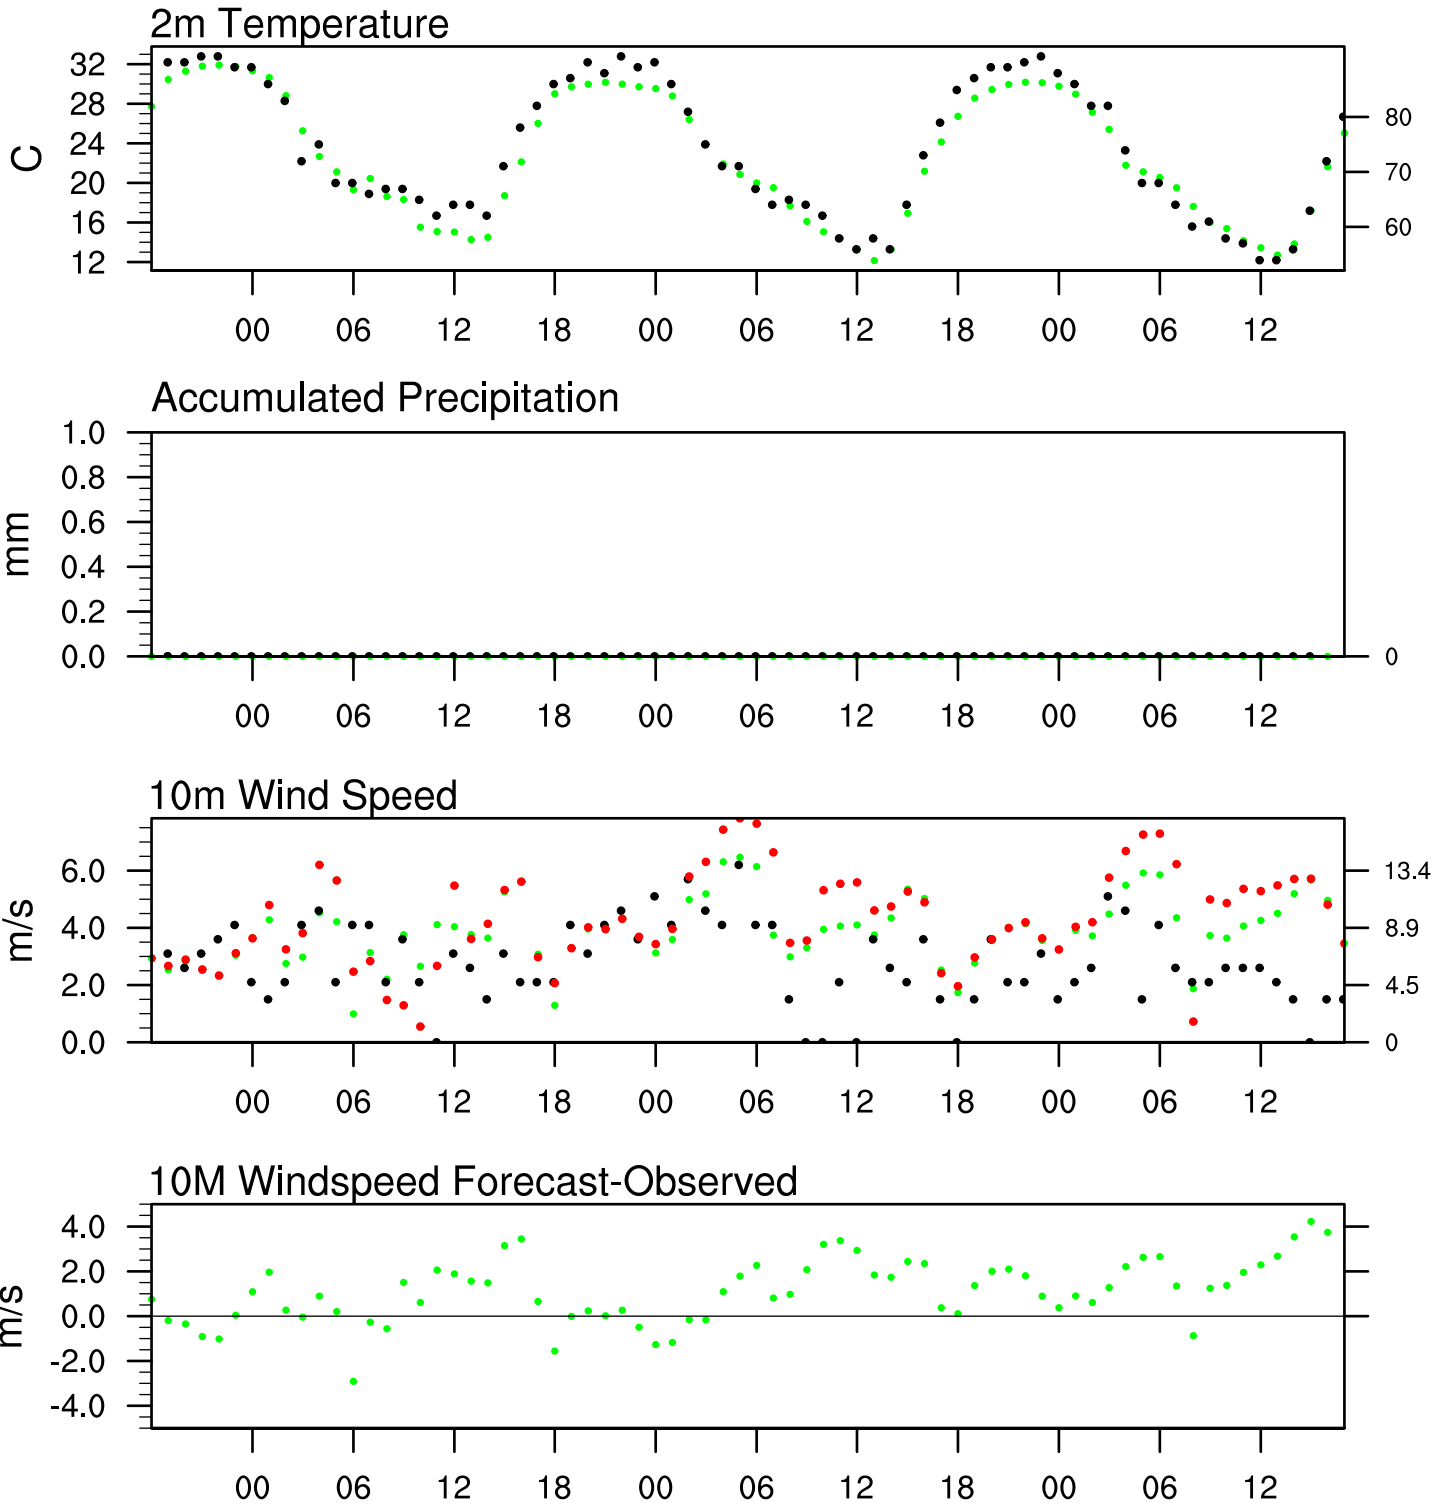 2m Temperature
32
28
24
20
16
12
C
80
70
60
00 06 12 18 00 06 12 18 00 06 12
Accumulated Precipitation
1.0
0.8
0.6
0.4
0.2
0.0
mm
0
00 06 12 18 00 06 12 18 00 06 12
10m Wind Speed
6.0
4.0
2.0
0.0
m/s
13.4
8.9
4.5
0
00 06 12 18 00 06 12 18 00 06 12
10M Windspeed Forecast-Observed
4.0
2.0
0.0
-2.0
-4.0
m/s
00 06 12 18 00 06 12 18 00 06 12